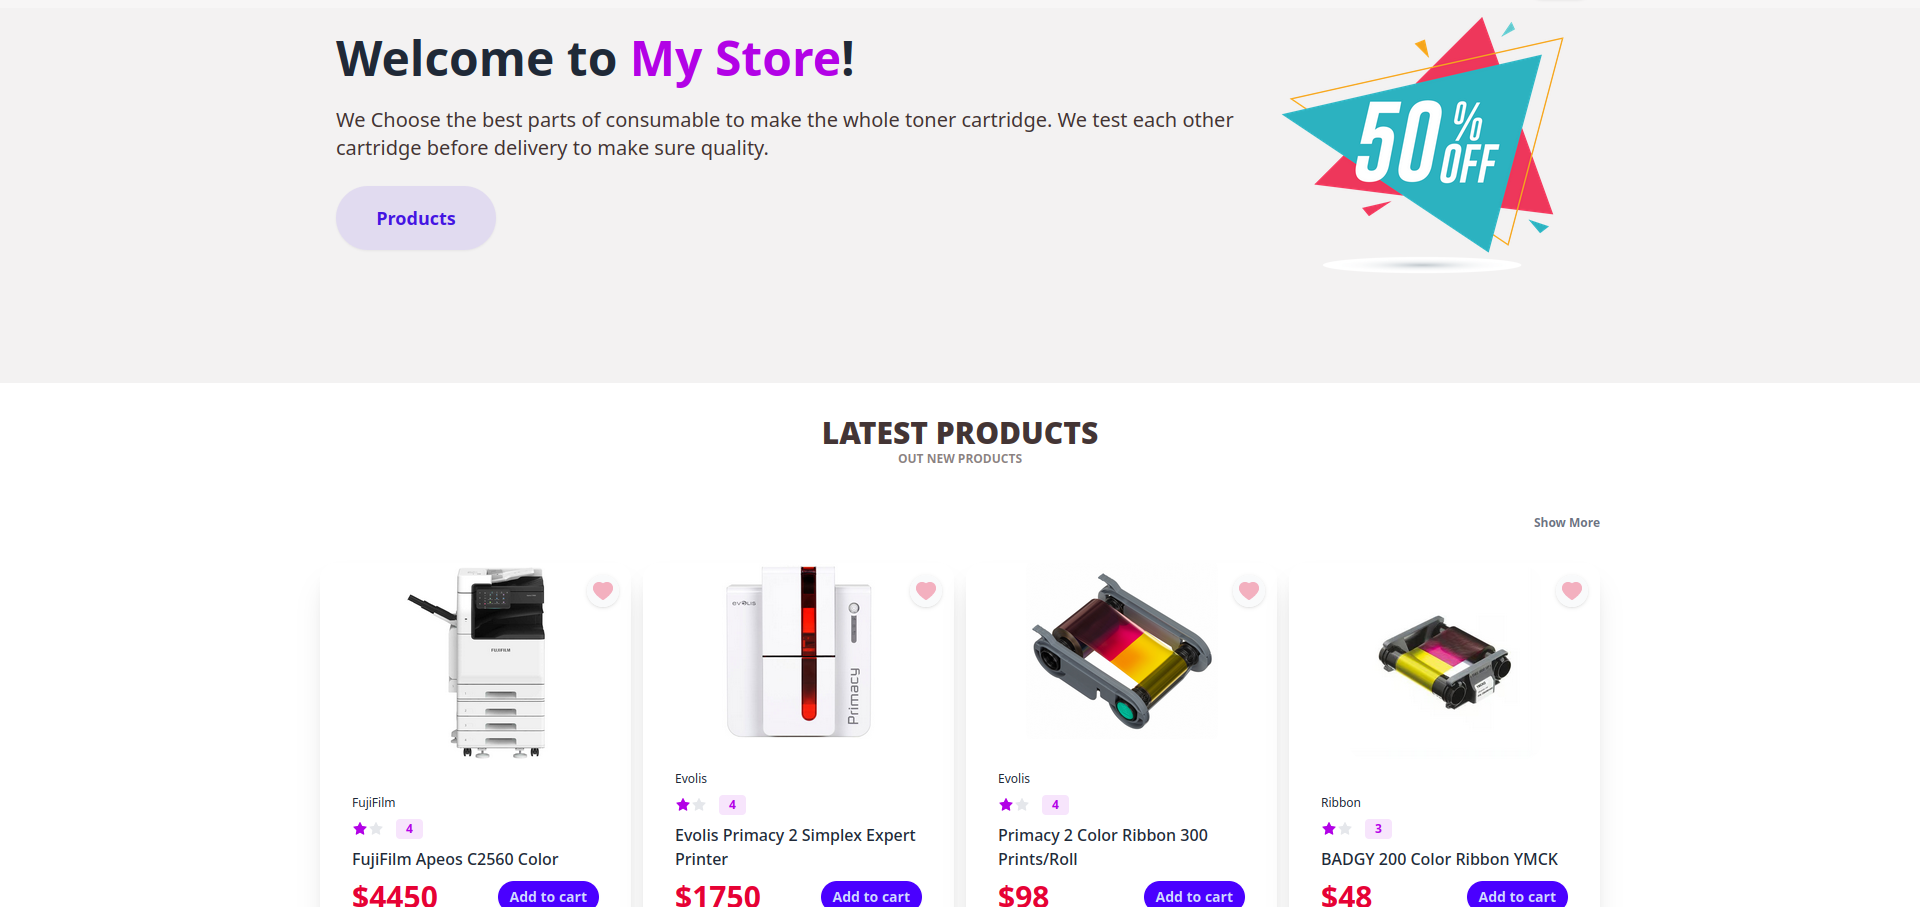 Welcome to My Store!
We Choose the best parts of consumable to make the whole toner cartridge. We test each other
cartridge before delivery to make sure quality.
Products
50% OFF
LATEST PRODUCTS
OUT NEW PRODUCTS
Show More
FUJIFILM
evolis
Primacy
FujiFilm
4
FujiFilm Apeos C2560 Color
$4450
Add to cart
Evolis
4
Evolis Primacy 2 Simplex Expert
Printer
$1750
Add to cart
Evolis
4
Primacy 2 Color Ribbon 300
Prints/Roll
$98
Add to cart
Ribbon
3
BADGY 200 Color Ribbon YMCK
$48
Add to cart